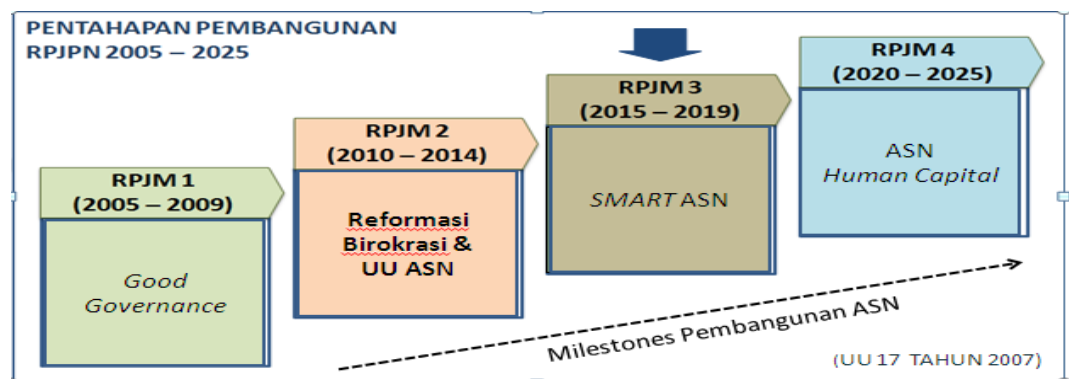 PENTAHAPAN PEMBANGUNAN
RPJPN 2005 – 2025
RPJM 1
(2005 – 2009)
Good
Governance
RPJM 2
(2010 – 2014)
Reformasi
Birokrasi &
UU ASN
RPJM 3
(2015 – 2019)
SMART ASN
RPJM 4
(2020 – 2025)
ASN
Human Capital
Milestones Pembangunan ASN
(UU 17 TAHUN 2007)